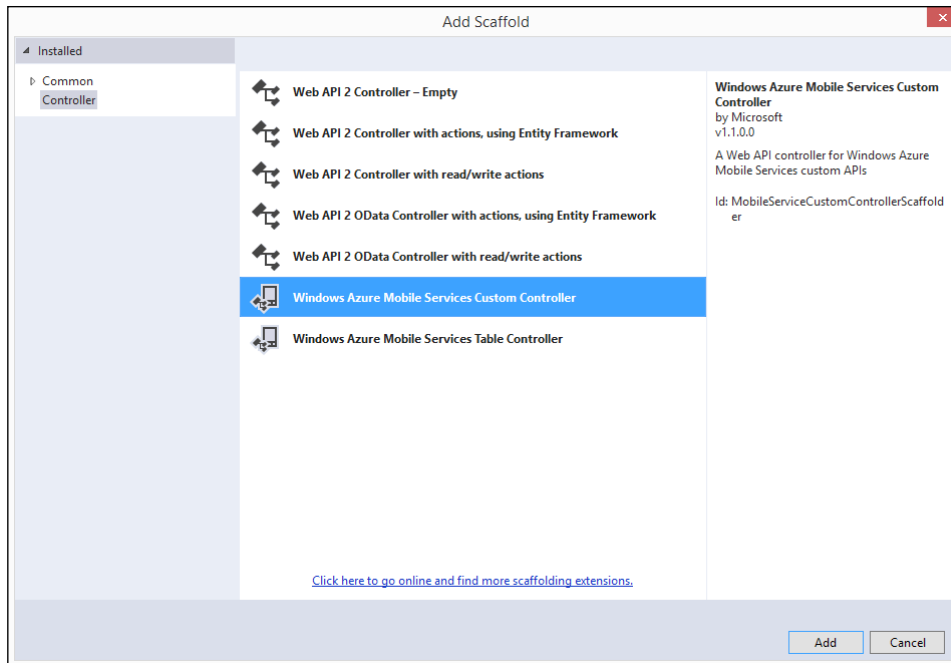 Add Scaffold
Installed
Common
Controller
Web API 2 Controller – Empty
Web API 2 Controller with actions, using Entity Framework
Web API 2 Controller with read/write actions
Web API 2 OData Controller with actions, using Entity Framework
Web API 2 OData Controller with read/write actions
Windows Azure Mobile Services Custom Controller
Windows Azure Mobile Services Table Controller
Click here to go online and find more scaffolding extensions.
Windows Azure Mobile Services Custom
Controller
by Microsoft
v1.1.0.0
A Web API controller for Windows Azure
Mobile Services custom APIs
Id: MobileServiceCustomControllerScaffold
er
Add
Cancel